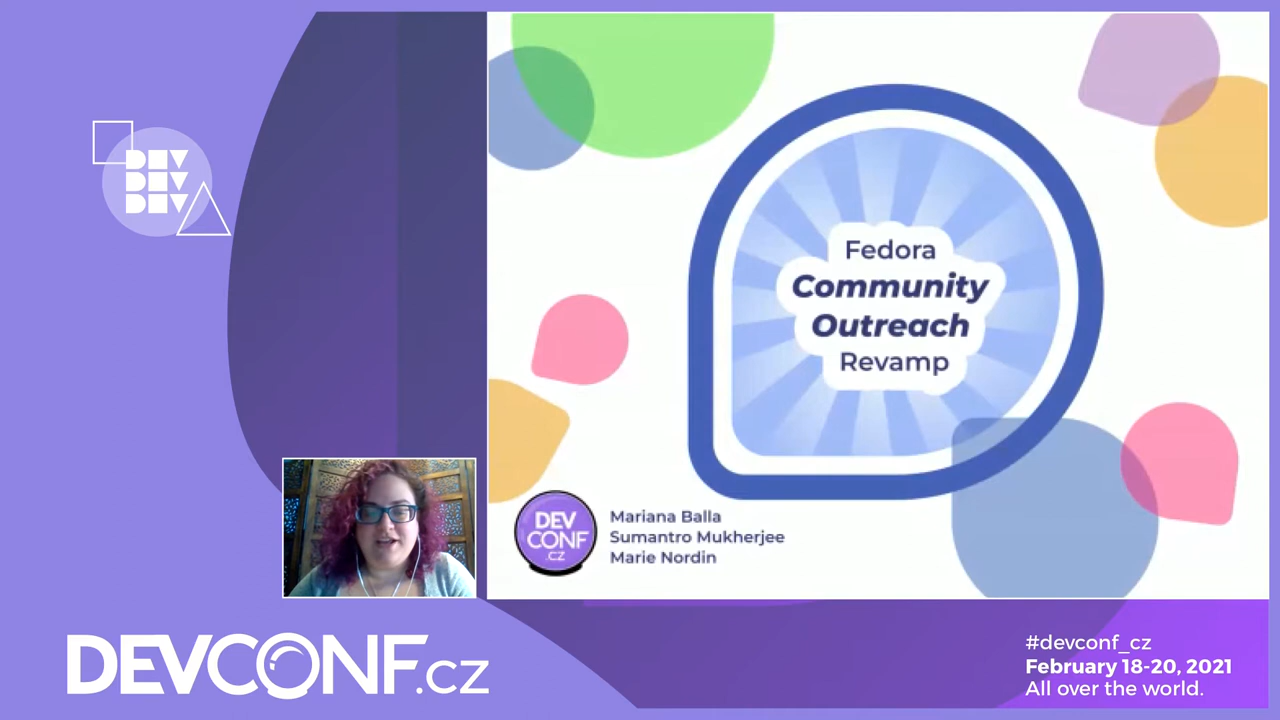 DEV
DEV
DEV
Fedora
Community
Outreach
Revamp
DEV
CONF
.CZ
Mariana Balla
Sumantro Mukherjee
Marie Nordin
DEVCONF.cz
#devconf_cz
February 18-20, 2021
All over the world.